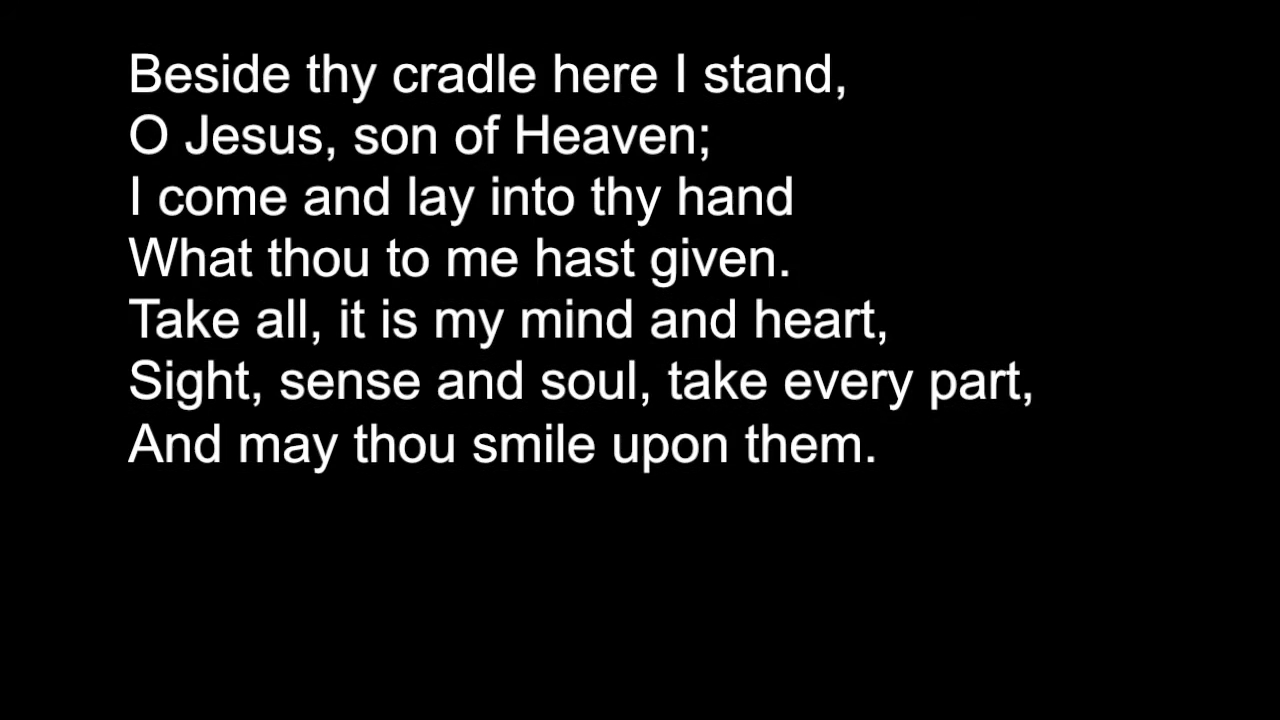 Beside thy cradle here I stand,
O Jesus, son of Heaven;
I come and lay into thy hand
What thou to me hast given.
Take all, it is my mind and heart,
Sight, sense and soul, take every part,
And may thou smile upon them.